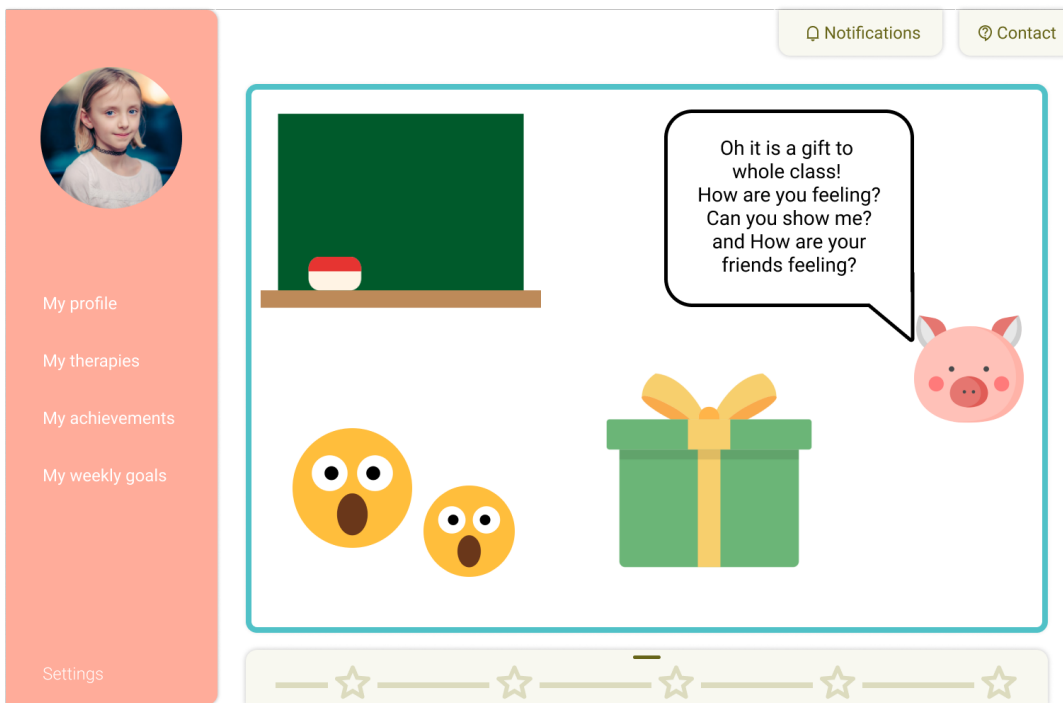 Notifications
Contact
Oh it is a gift to
whole class!
How are you feeling?
Can you show me?
and How are your
friends feeling?
My profile
My therapies
My achievements
My weekly goals
Settings